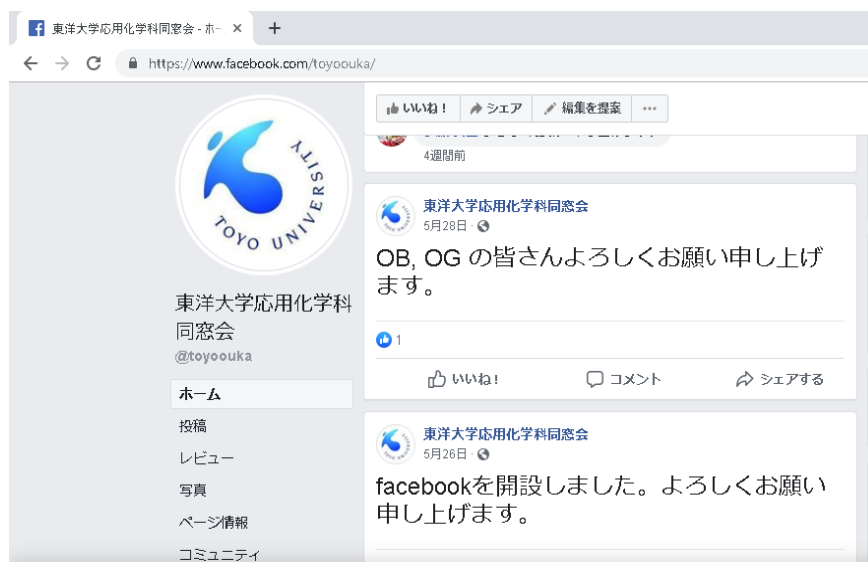 東洋大学応用化学科同窓会 - ホー
https://www.facebook.com/toyoouka/
いいね！ シェア 編集を提案
4週間前
TOYO UNIVERSITY
東洋大学応用化学科
同窓会
@toyoouka
ホーム
投稿
レビュー
写真
ページ情報
コミュニティ
東洋大学応用化学科同窓会
5月28日
OB, OG の皆さんよろしくお願い申し上げ
ます。
1
いいね！ コメント シェアする
東洋大学応用化学科同窓会
5月26日
facebookを開設しました。よろしくお願い
申し上げます。